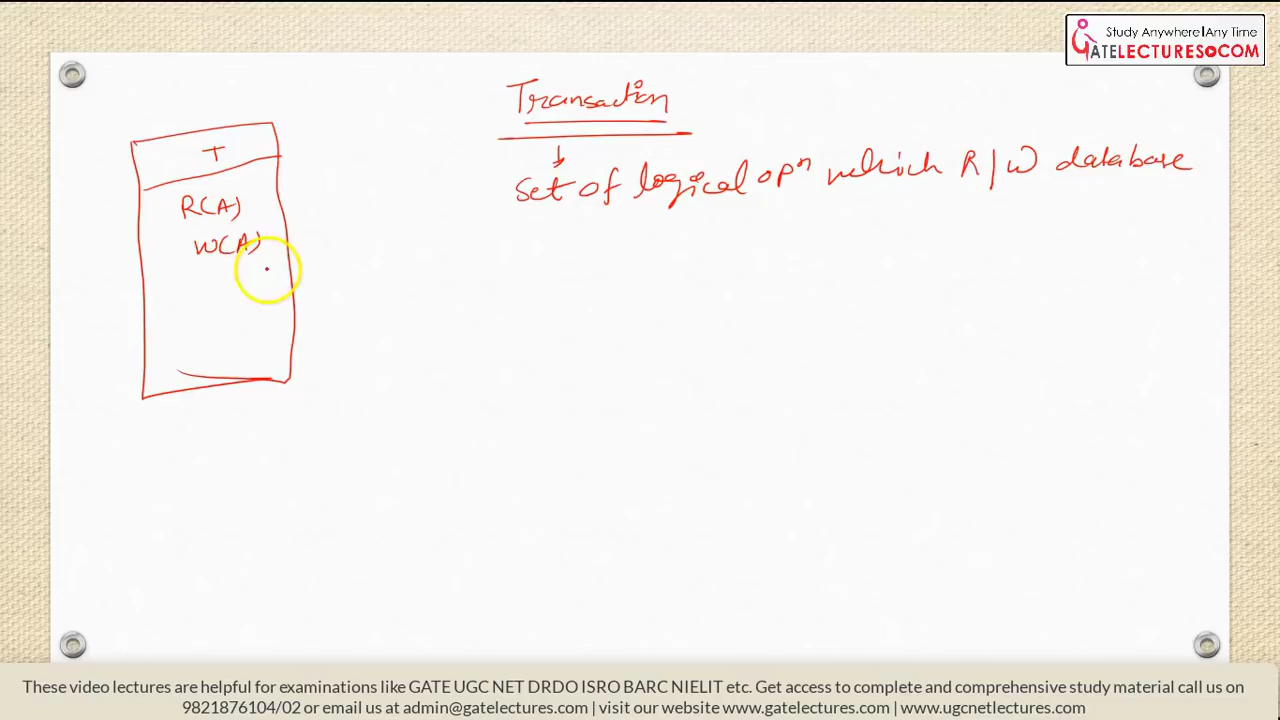 Study Anywhere|Any Time
GATELECTURES.COM
Transaction
T
set of logical opn which R/W database
R(A)
W(A)
These video lectures are helpful for examinations like GATE UGC NET DRDO ISRO BARC NIELIT etc. Get access to complete and comprehensive study material call us on
9821876104/02 or email us at admin@gatelectures.com | visit our website www.gatelectures.com | www.ugcnetlectures.com